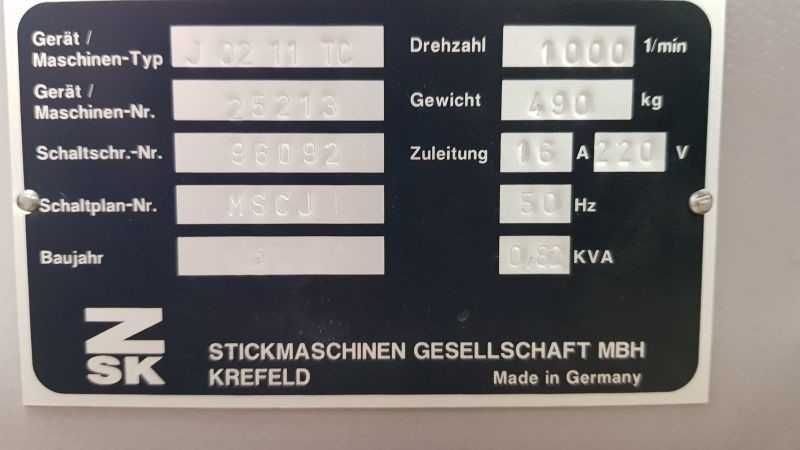 Gerät /
Maschinen-Typ J 02 11 TC
Gerät /
Maschinen-Nr. 25213
Schaltschr.-Nr. 96092
Schaltplan-Nr. MSCJ
Baujahr
Drehzahl 1000 1/min
Gewicht 490 kg
Zuleitung 16 A 220 V
50 Hz
KVA
ZSK
STICKMASCHINEN GESELLSCHAFT MBH
KREFELD
Made in Germany